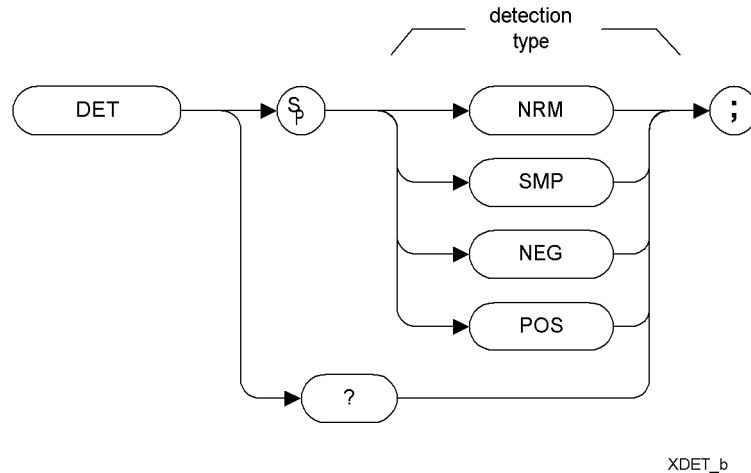 detection
type
DET
SP
NRM
;
SMP
NEG
POS
?
XDET_b